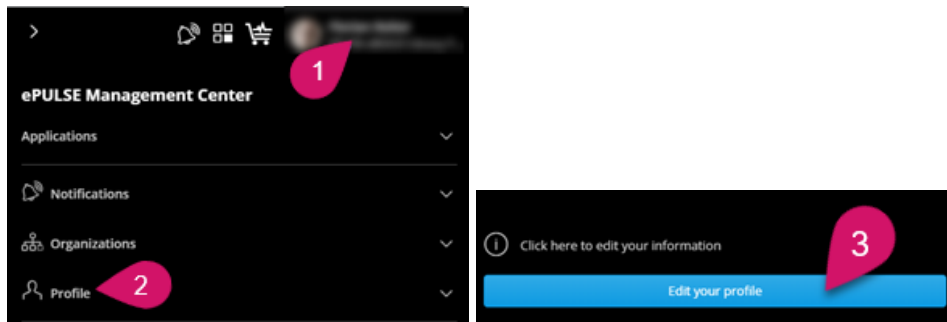 1
ePULSE Management Center
Applications
Notifications
Organizations
Profile
2
Click here to edit your information
3
Edit your profile